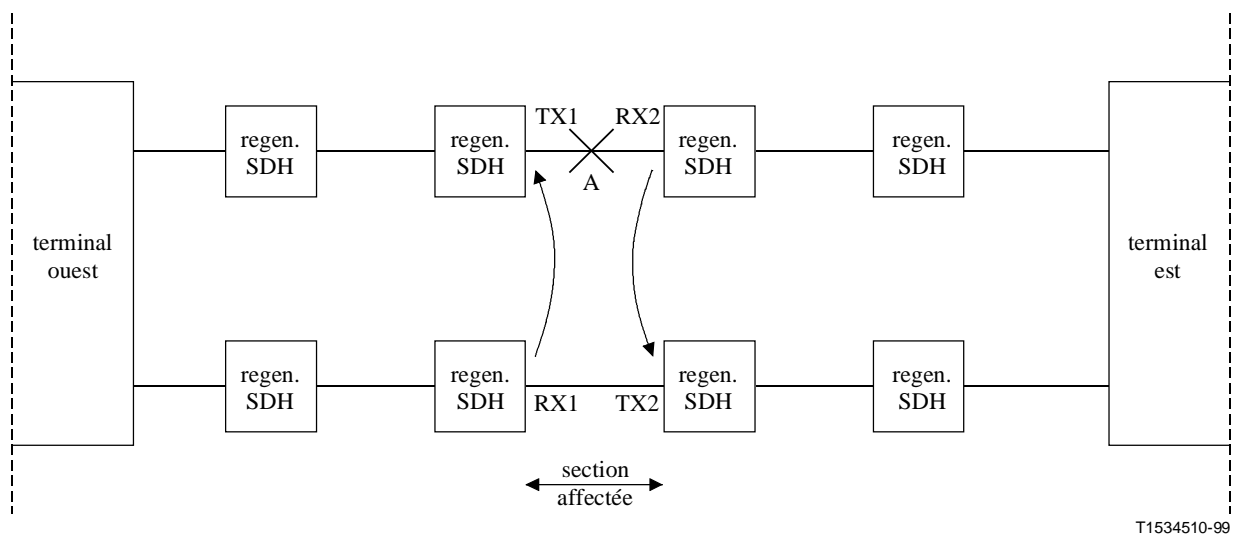 TX1
RX2
regen.
SDH
regen.
SDH
regen.
SDH
regen.
SDH
A
terminal
ouest
terminal
est
regen.
SDH
regen.
SDH
regen.
SDH
regen.
SDH
RX1
TX2
section
affectée
T1534510-99